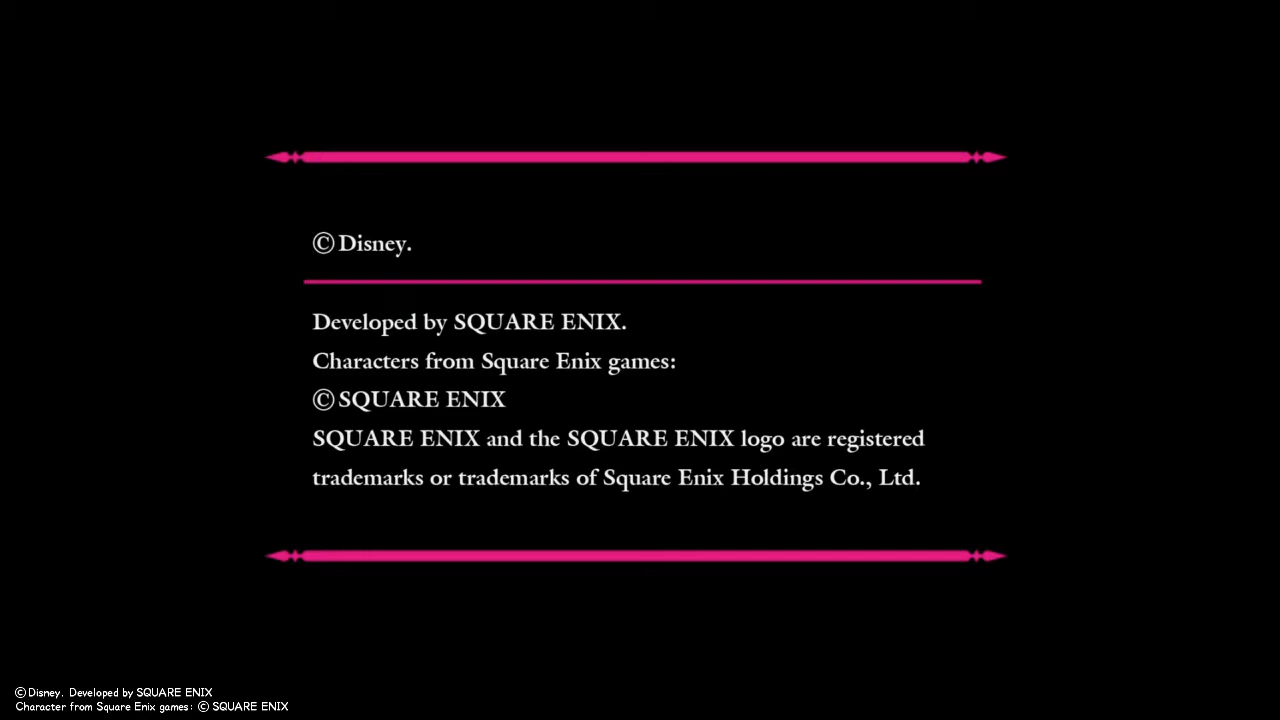 ©Disney.
Developed by SQUARE ENIX.
Characters from Square Enix games:
©SQUARE ENIX
SQUARE ENIX and the SQUARE ENIX logo are registered
trademarks or trademarks of Square Enix Holdings Co., Ltd.
©Disney. Developed by SQUARE ENIX
Character from Square Enix games: © SQUARE ENIX